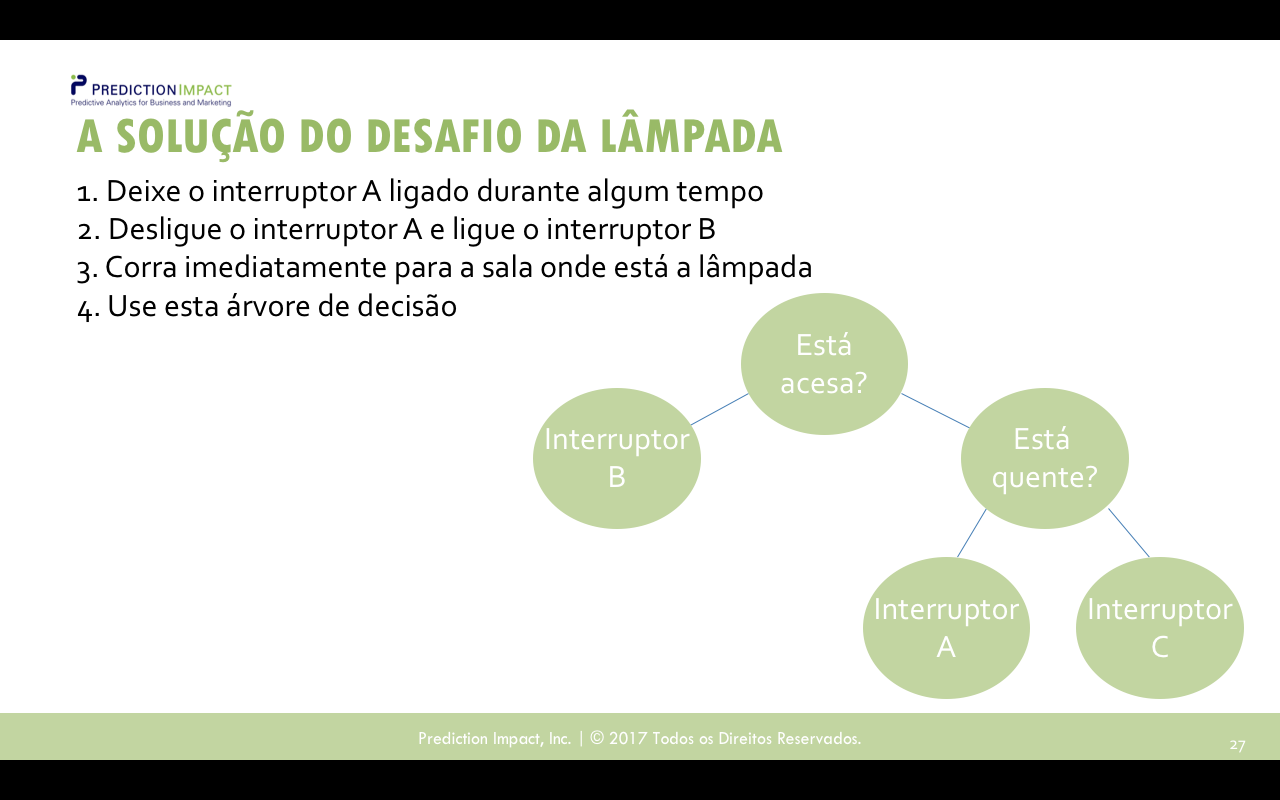 PREDICTION IMPACT
Predictive Analytics for Business and Marketing
A SOLUÇÃO DO DESAFIO DA LÂMPADA
1. Deixe o interruptor A ligado durante algum tempo
2. Desligue o interruptor A e ligue o interruptor B
3. Corra imediatamente para a sala onde está a lâmpada
4. Use esta árvore de decisão
Está
acesa?
Interruptor
B
Está
quente?
Interruptor
A
Interruptor
C
Prediction Impact, Inc. | © 2017 Todos os Direitos Reservados.
27